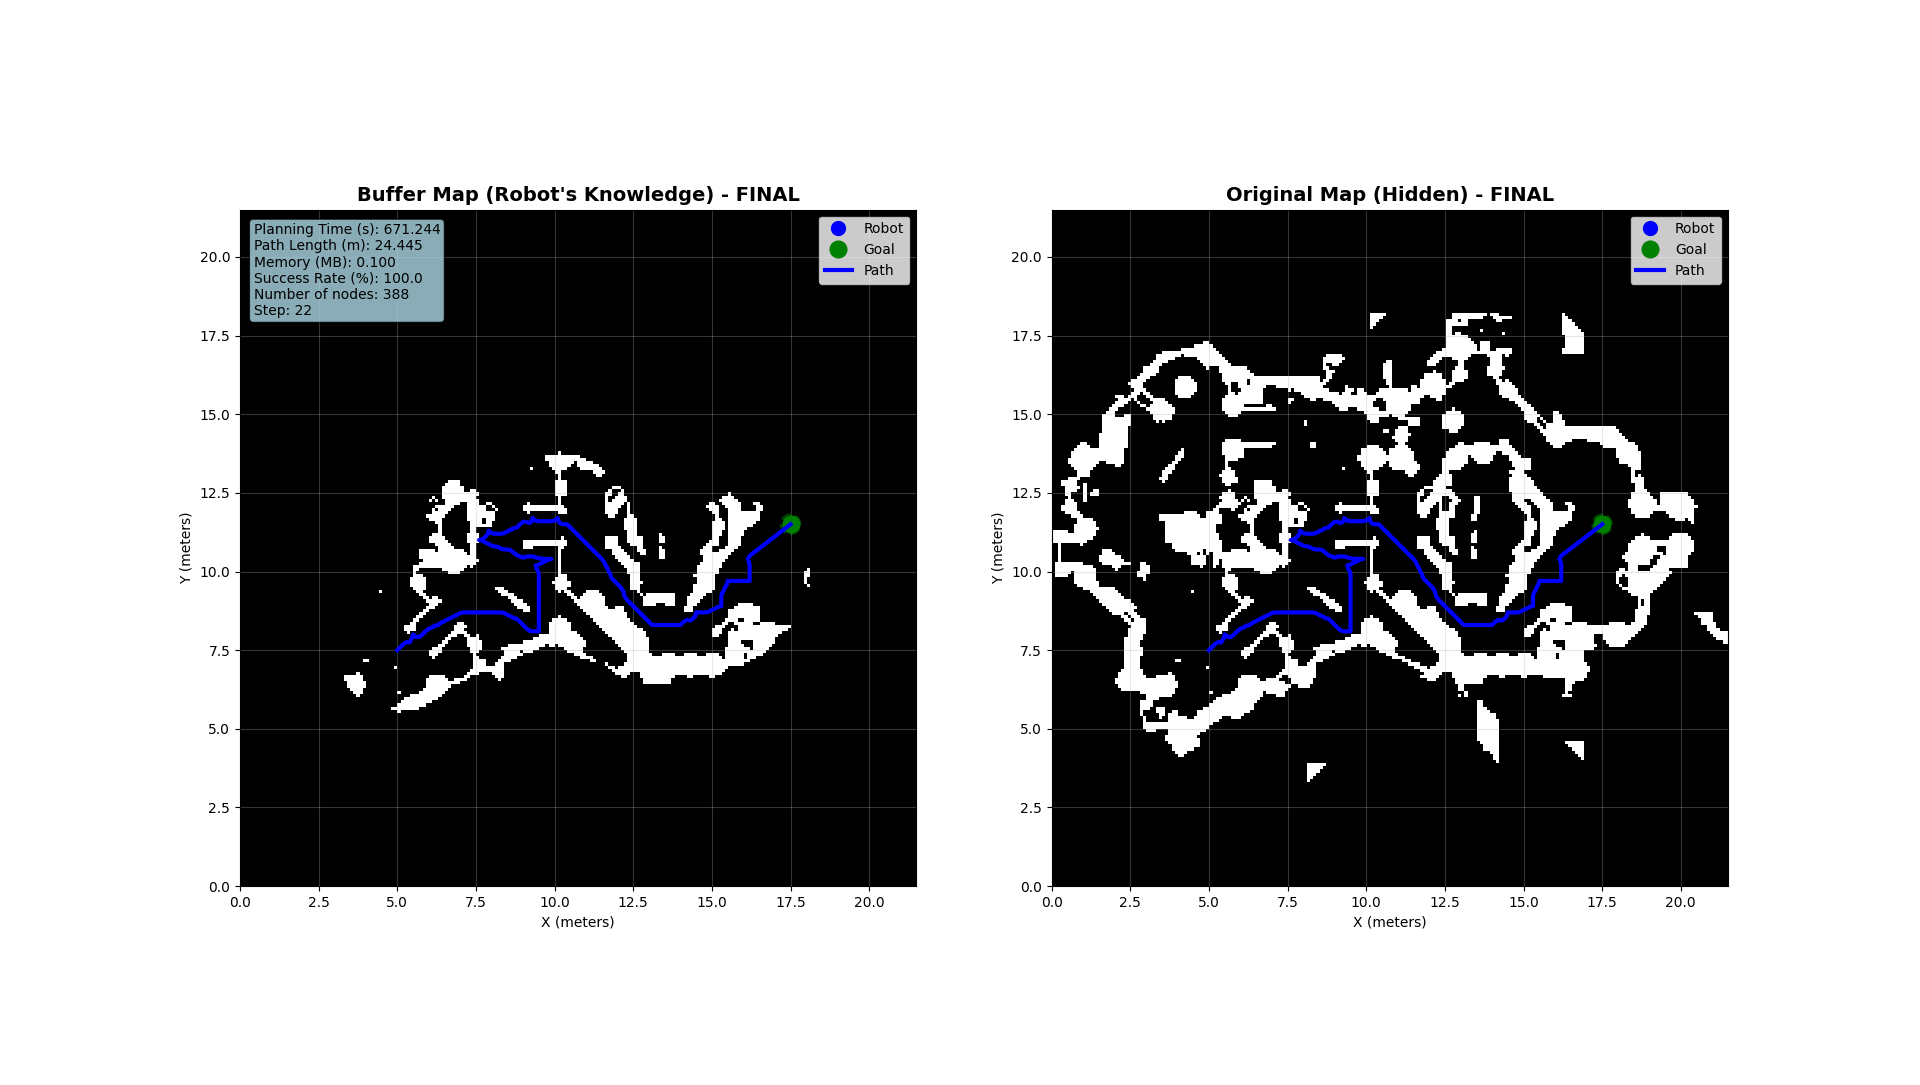 Buffer Map (Robot's Knowledge) - FINAL
Planning Time (s): 671.244
Path Length (m): 24.445
Memory (MB): 0.100
Success Rate (%): 100.0
Number of nodes: 388
Step: 22
Robot
Goal
Path
20.0
17.5
15.0
12.5
10.0
7.5
5.0
2.5
0.0
Y (meters)
0.0 2.5 5.0 7.5 10.0 12.5 15.0 17.5 20.0
X (meters)
Original Map (Hidden) - FINAL
Robot
Goal
Path
20.0
17.5
15.0
12.5
10.0
7.5
5.0
2.5
0.0
Y (meters)
0.0 2.5 5.0 7.5 10.0 12.5 15.0 17.5 20.0
X (meters)